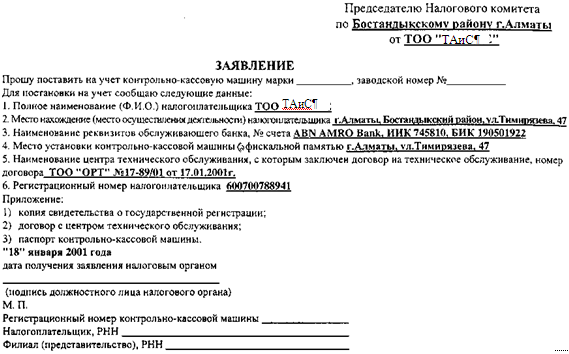 Председателю Налогового комитета
по Бостандыкскому району г.Алматы
от ТОО "ТАиС¶ "
ЗАЯВЛЕНИЕ
Прошу поставить на учет контрольно-кассовую машину марки __________, заводской номер №__________
Для постановки на учет сообщаю следующие данные:
1. Полное наименование (Ф.И.О.) налогоплательщика ТОО ТАиС¶
2. Место нахождение (место осуществления деятельности) налогоплательщика г.Алматы, Бостандыкский район, ул.Тимирязева, 47
3. Наименование реквизитов обслуживающего банка, № счета ABN AMRO Bank, ИИК 745810, БИК 190501922
4. Место установки контрольно-кассовой машины с фискальной памятью г.Алматы, ул.Тимирязева, 47
5. Наименование центра технического обслуживания, с которым заключен договор на техническое обслуживание, номер
договора ТОО "ОРТ" №17-89/01 от 17.01.2001г.
6. Регистрационный номер налогоплательщика 600700788941
Приложение:
1) копия свидетельства о государственной регистрации;
2) договор с центром технического обслуживания;
3) паспорт контрольно-кассовой машины.
"18" января 2001 года
дата получения заявления налоговым органом
______________________________
(подпись должностного лица налогового органа)
М. П.
Регистрационный номер контрольно-кассовой машины ________________
Налогоплательщик, РНН ____________________
Филиал (представительство), РНН ________________